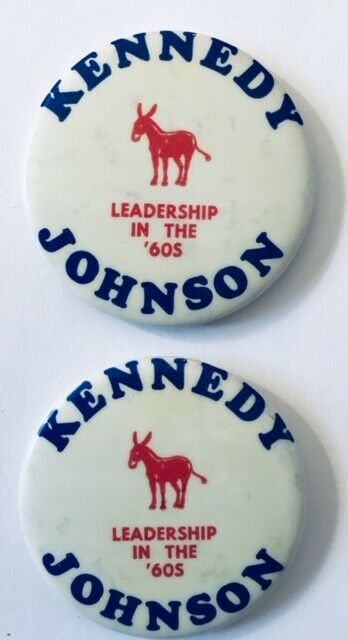 KENNEDY
LEADERSHIP
IN THE
'60S
JOHNSON
KENNEDY
LEADERSHIP
IN THE
'60S
JOHNSON